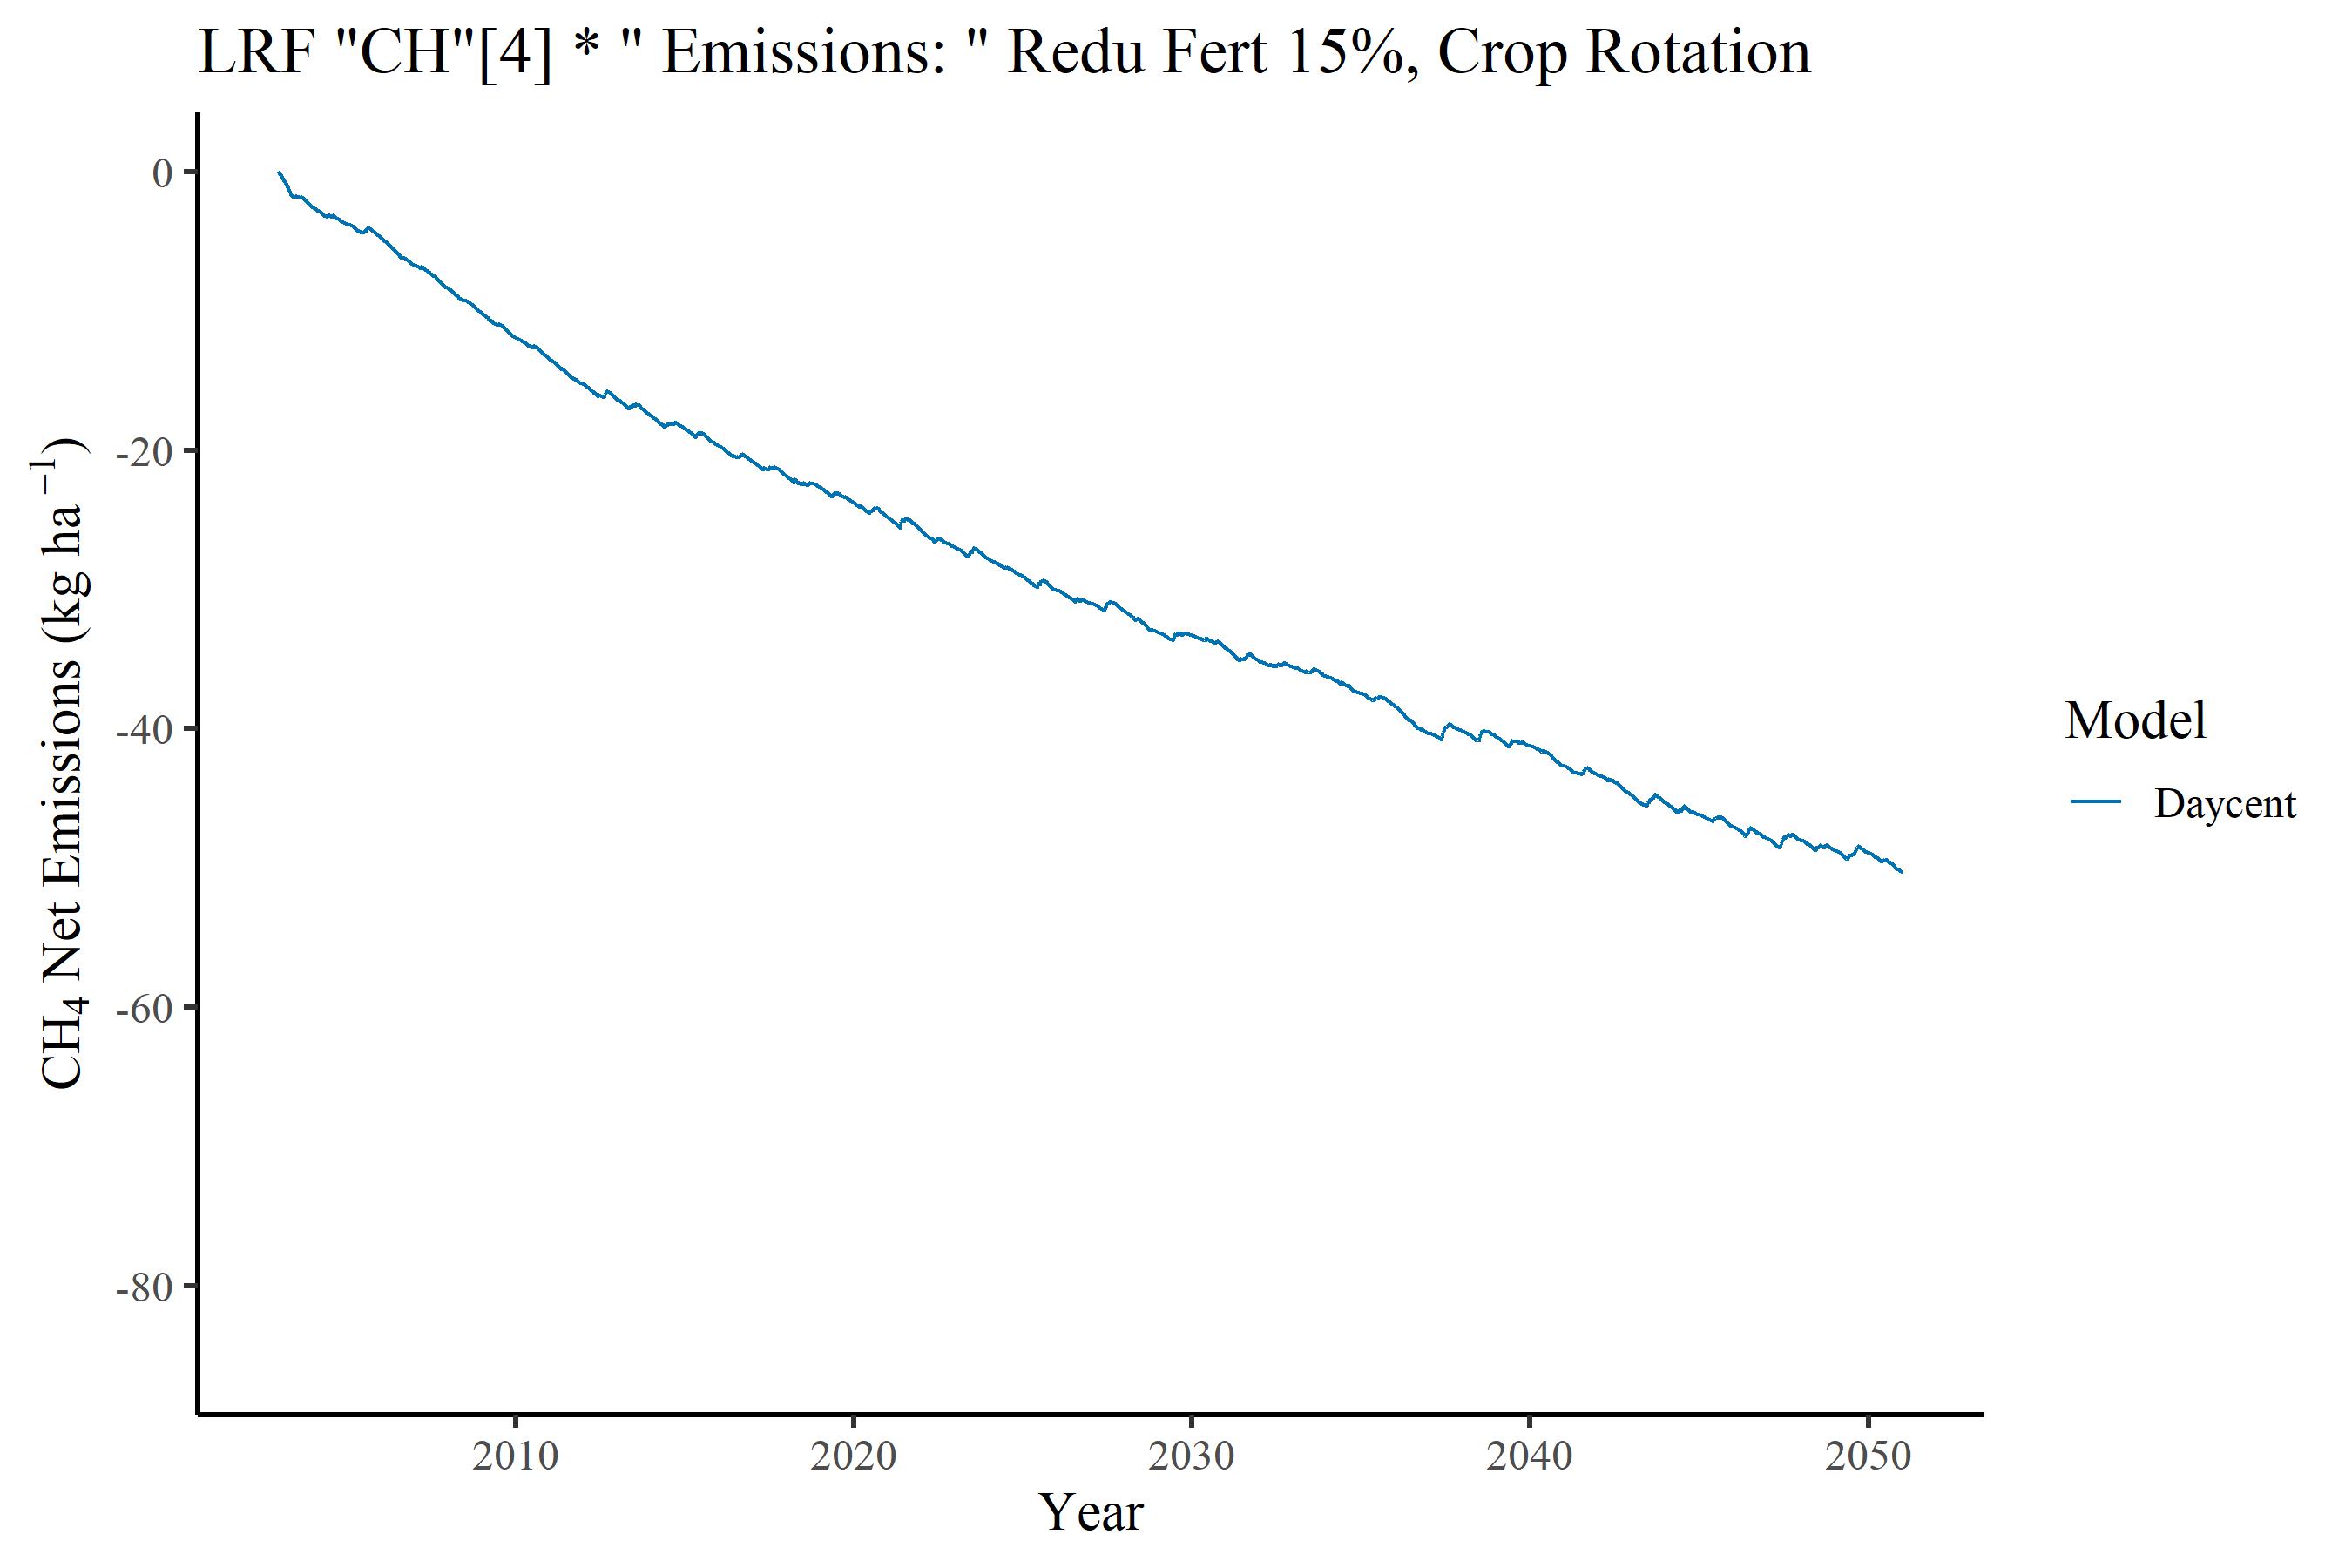 LRF "CH"[4] * " Emissions: " Redu Fert 15%, Crop Rotation
CH₄ Net Emissions (kg ha ⁻¹)
0
-20
-40
-60
-80
2010 2020 2030 2040 2050
Year
Model
Daycent